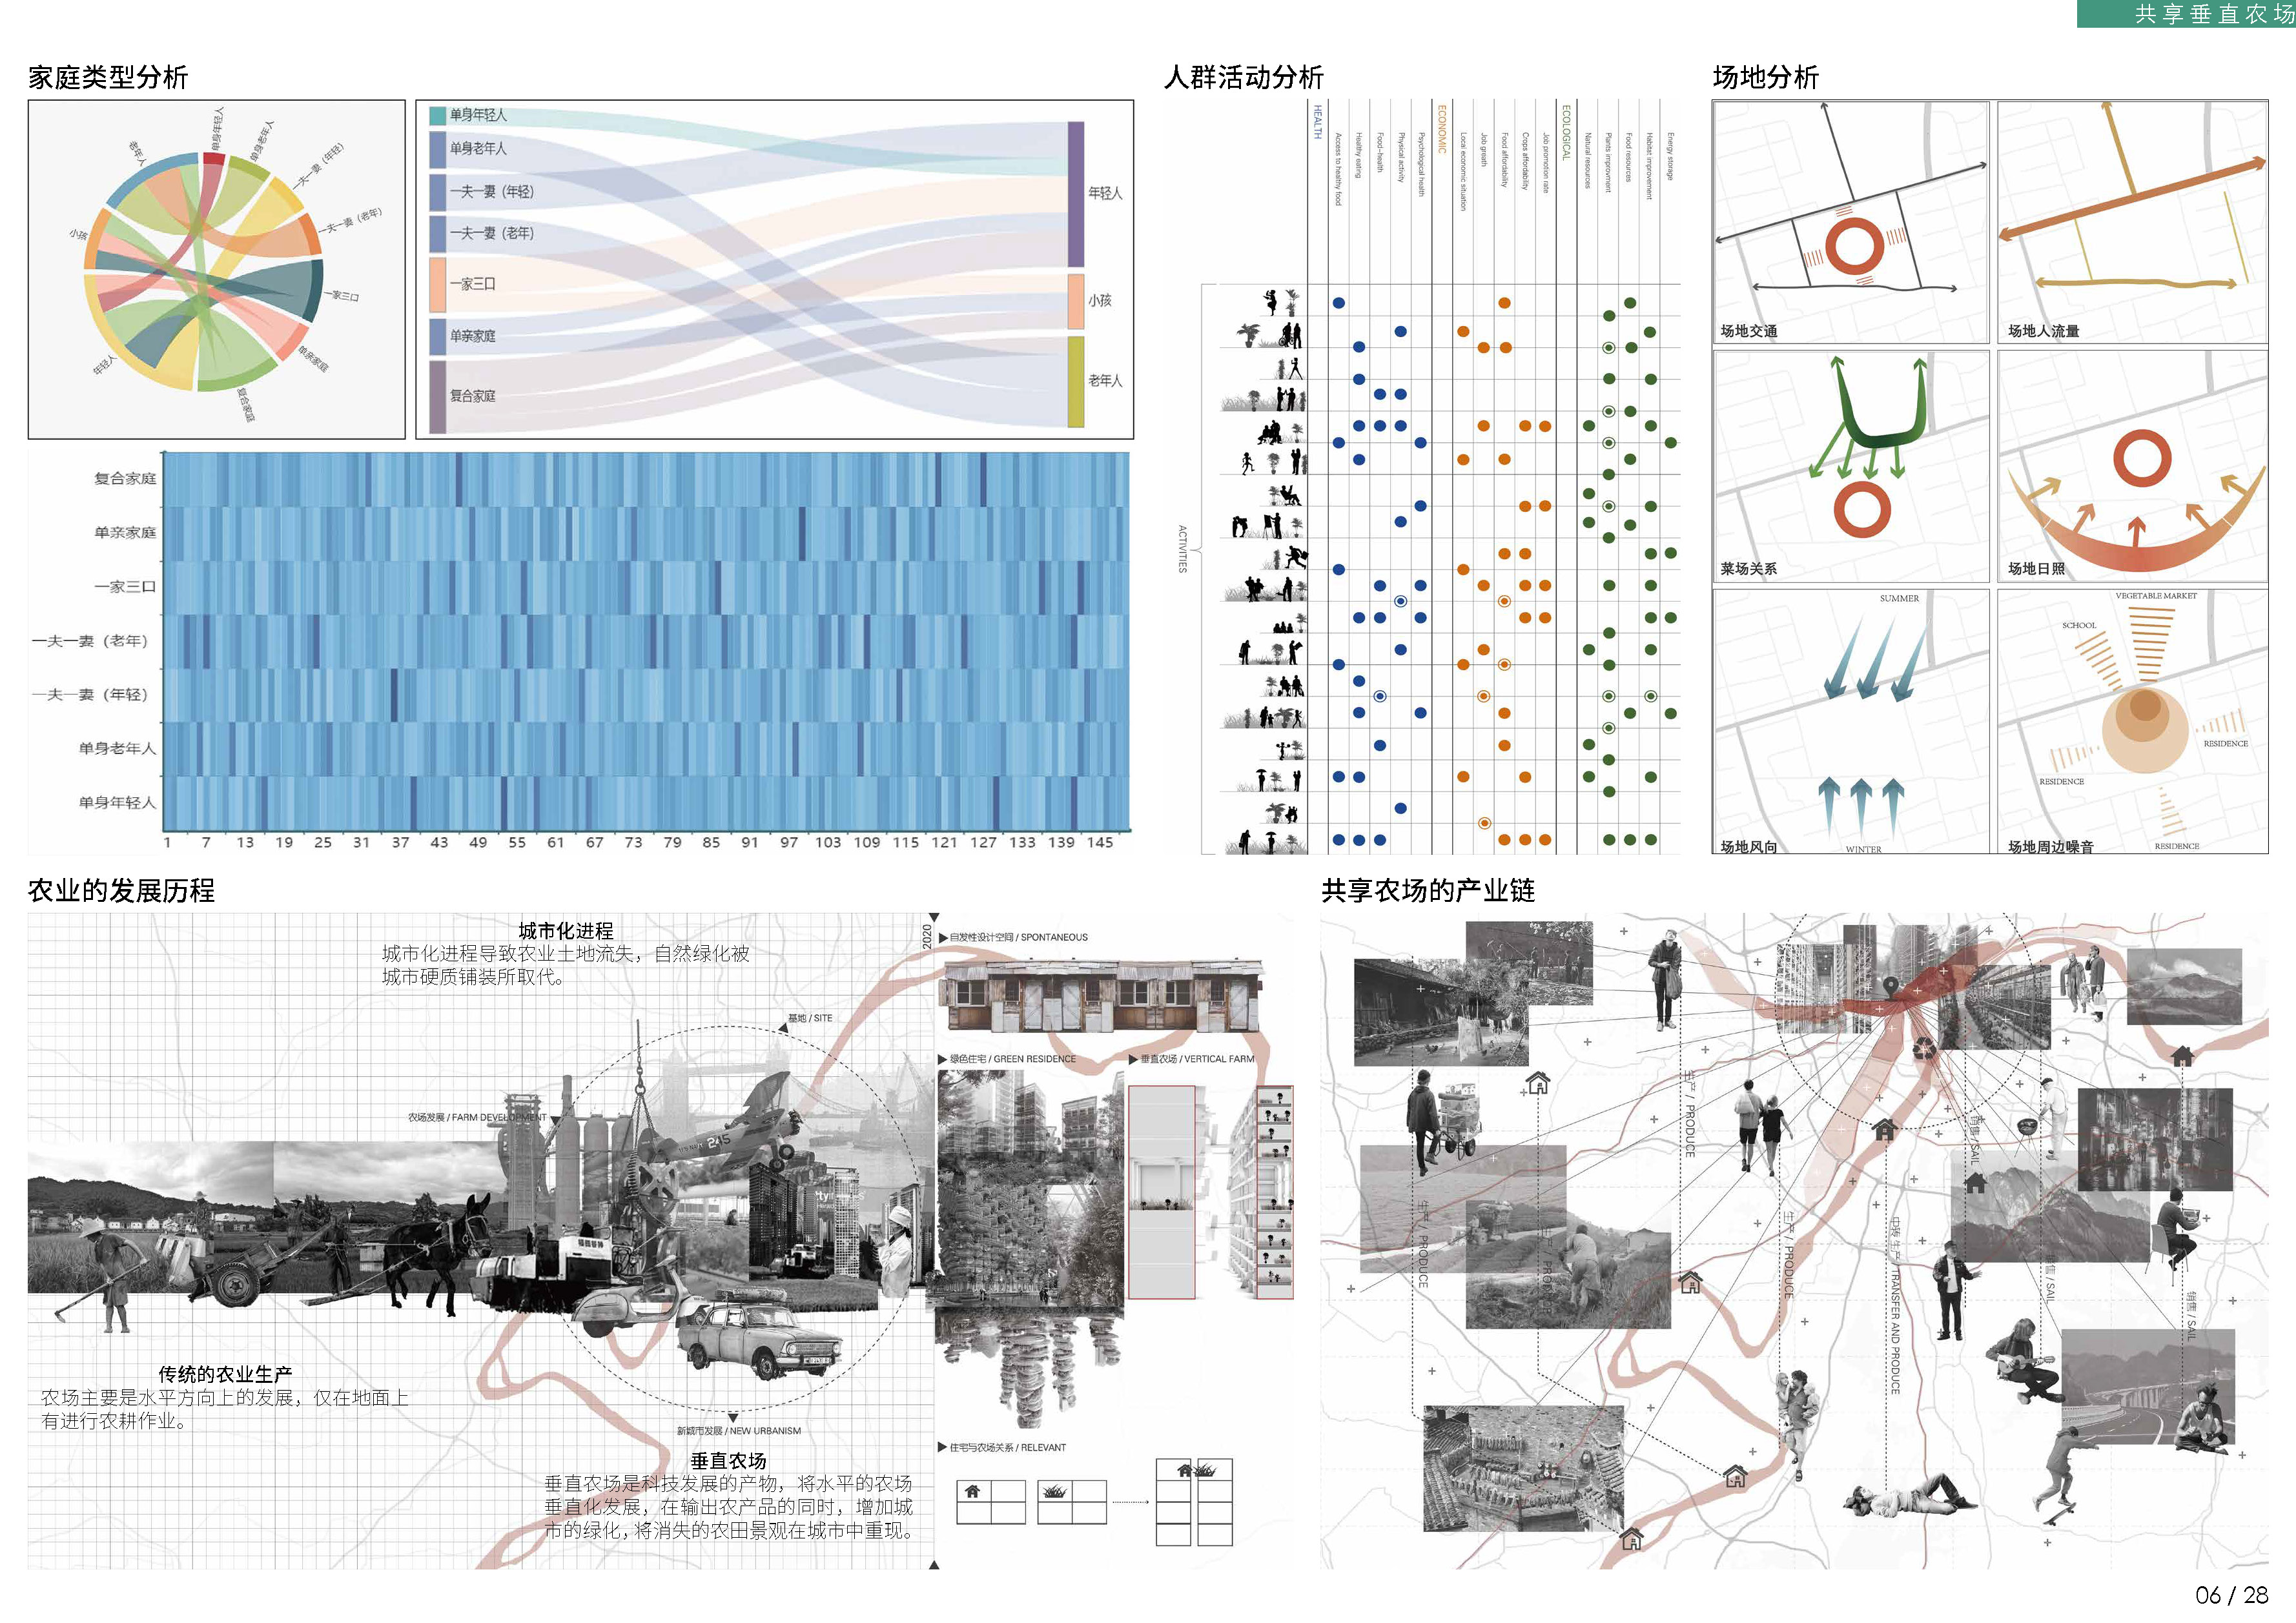 共享垂直农场
家庭类型分析
单身年轻人
单身老年人
一夫一妻（年轻）
一夫一妻（老年）
一家三口
单亲家庭
复合家庭
年轻人
小孩
老年人
单身年轻人
单身老年人
一夫一妻（年轻）
一夫一妻（老年）
一家三口
单亲家庭
复合家庭
年轻人
小孩
老年人
复合家庭
单亲家庭
一家三口
一夫一妻（老年）
一夫一妻（年轻）
单身老年人
单身年轻人
1 7 13 19 25 31 37 43 49 55 61 67 73 79 85 91 97 103 109 115 121 127 133 139 145
人群活动分析
HEALTH
Access to healthy food
Healthy eating
Food-health
Physical activity
Psychological health
ECONOMIC
Local economic situation
Job greath
Food affordability
Crops affordability
Job promotion rate
ECOLOGICAL
Natural resources
Plants improvment
Food resources
Habitat improvement
Energy storage
ACTIVITIES
场地分析
场地交通
场地人流量
菜场关系
场地日照
SUMMER
WINTER
场地风向
VEGETABLE MARKET
SCHOOL
RESIDENCE
RESIDENCE
RESIDENCE
场地周边噪音
农业的发展历程
城市化进程
城市化进程导致农业土地流失，自然绿化被
城市硬质铺装所取代。
2020
基地 / SITE
农场发展 / FARM DEVELOPMENT
245
传统的农业生产
农场主要是水平方向上的发展，仅在地面上
有进行农耕作业。
新城市发展 / NEW URBANISM
垂直农场
垂直农场是科技发展的产物，将水平的农场
垂直化发展，在输出农产品的同时，增加城
市的绿化，将消失的农田景观在城市中重现。
自发性设计空间 / SPONTANEOUS
绿色住宅 / GREEN RESIDENCE
垂直农场 / VERTICAL FARM
住宅与农场关系 / RELEVANT
共享农场的产业链
生产 / PRODUCE
生产 / PRODUCE
生产 / PRODUCE
生产 / PRODUCE
中转 生产 / TRANSFER AND PRODUCE
销售 / SAIL
销售 / SAIL
销售 / SAIL
06 / 28